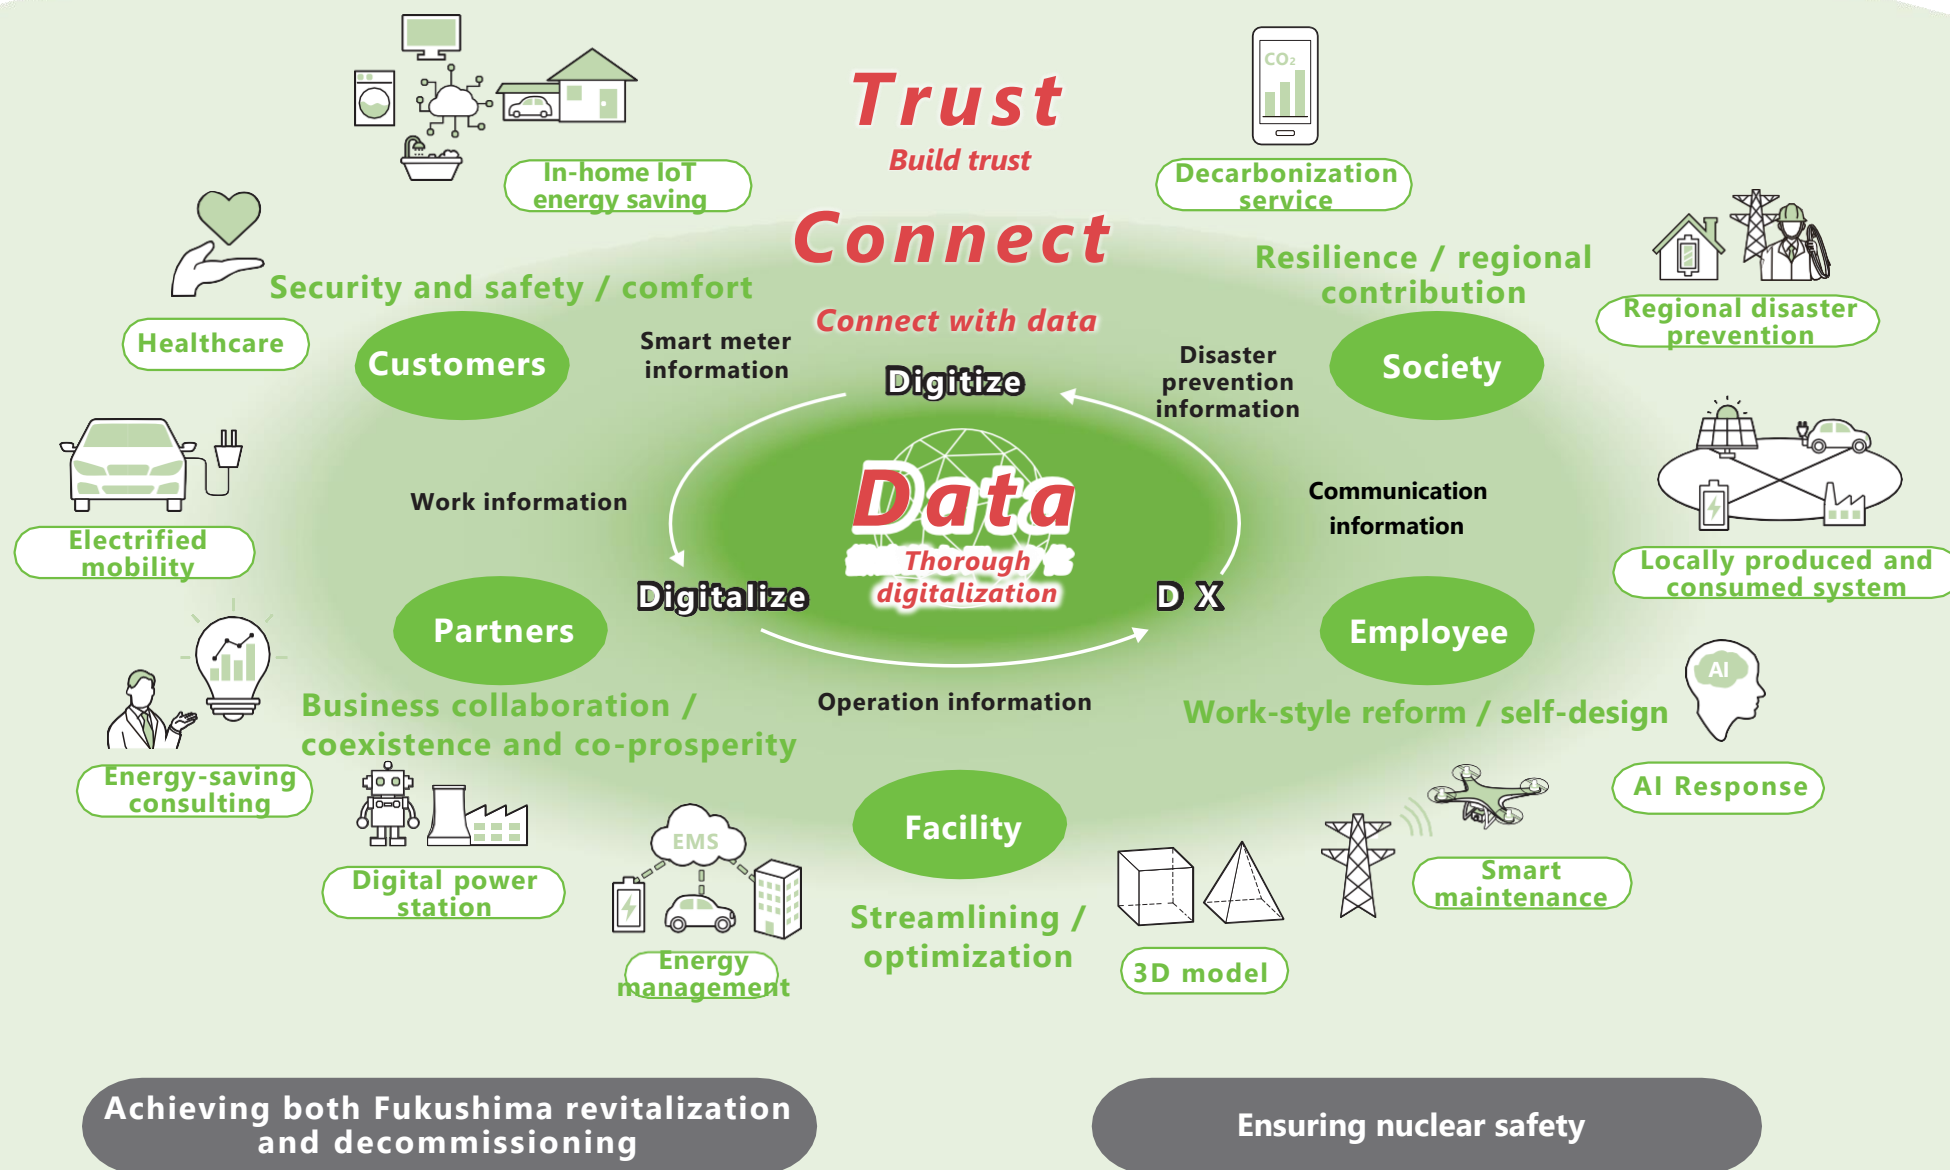 Trust
Build trust
CO₂
In-home IoT
energy saving
Decarbonization
service
Connect
Connect with data
Security and safety / comfort
Resilience / regional
contribution
Regional disaster
prevention
Healthcare
Customers
Smart meter
information
Disaster
prevention
information
Society
Digitize
Data
Thorough
digitalization
Work information
Communication
information
Electrified
mobility
Locally produced and
consumed system
Digitalize
D X
Partners
Employee
Business collaboration /
coexistence and co-prosperity
Operation information
Work-style reform / self-design
AI
Energy-saving
consulting
AI Response
Facility
EMS
Digital power
station
Smart
maintenance
Streamlining /
optimization
Energy
management
3D model
Achieving both Fukushima revitalization
and decommissioning
Ensuring nuclear safety